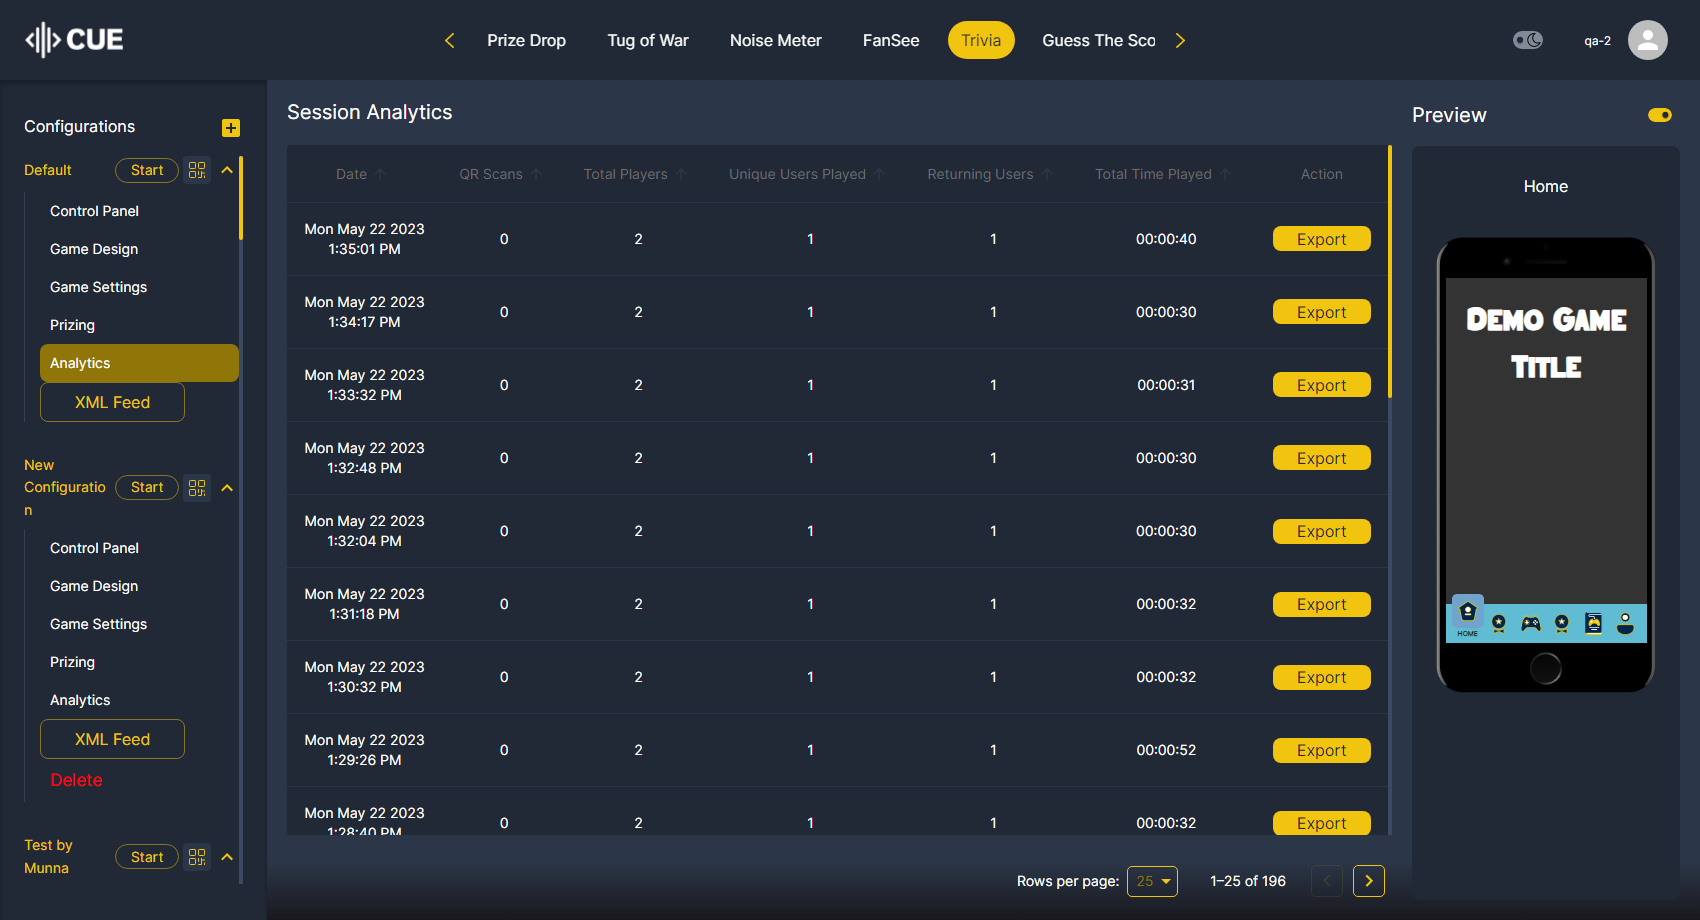 CUE
Prize Drop Tug of War Noise Meter FanSee Trivia Guess The Sco
qa-2
Configurations
Default Start
Control Panel
Game Design
Game Settings
Prizing
Analytics
XML Feed
New
Configuratio
n
Start
Control Panel
Game Design
Game Settings
Prizing
Analytics
XML Feed
Delete
Test by
Munna
Start
Session Analytics
Date QR Scans Total Players Unique Users Played Returning Users Total Time Played Action
Mon May 22 2023
1:35:01 PM
0 2 1 1 00:00:40 Export
Mon May 22 2023
1:34:17 PM
0 2 1 1 00:00:30 Export
Mon May 22 2023
1:33:32 PM
0 2 1 1 00:00:31 Export
Mon May 22 2023
1:32:48 PM
0 2 1 1 00:00:30 Export
Mon May 22 2023
1:32:04 PM
0 2 1 1 00:00:30 Export
Mon May 22 2023
1:31:18 PM
0 2 1 1 00:00:32 Export
Mon May 22 2023
1:30:32 PM
0 2 1 1 00:00:32 Export
Mon May 22 2023
1:29:26 PM
0 2 1 1 00:00:52 Export
Mon May 22 2023
1:28:40 PM
0 2 1 1 00:00:32 Export
Rows per page: 25 1–25 of 196
Preview
Home
Demo Game
Title
HOME